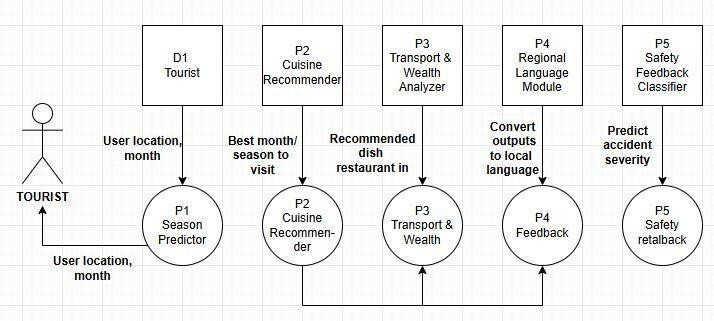 D1
Tourist
P2
Cuisine
Recommender
P3
Transport &
Wealth
Analyzer
P4
Regional
Language
Module
P5
Safety
Feedback
Classifier
User location,
month
Best month/
season to
visit
Recommended
dish
restaurant in
Convert
outputs
to local
language
Predict
accident
severity
TOURIST
P1
Season
Predictor
P2
Cuisine
Recommen-
der
P3
Transport &
Wealth
P4
Feedback
P5
Safety
retalback
User location,
month